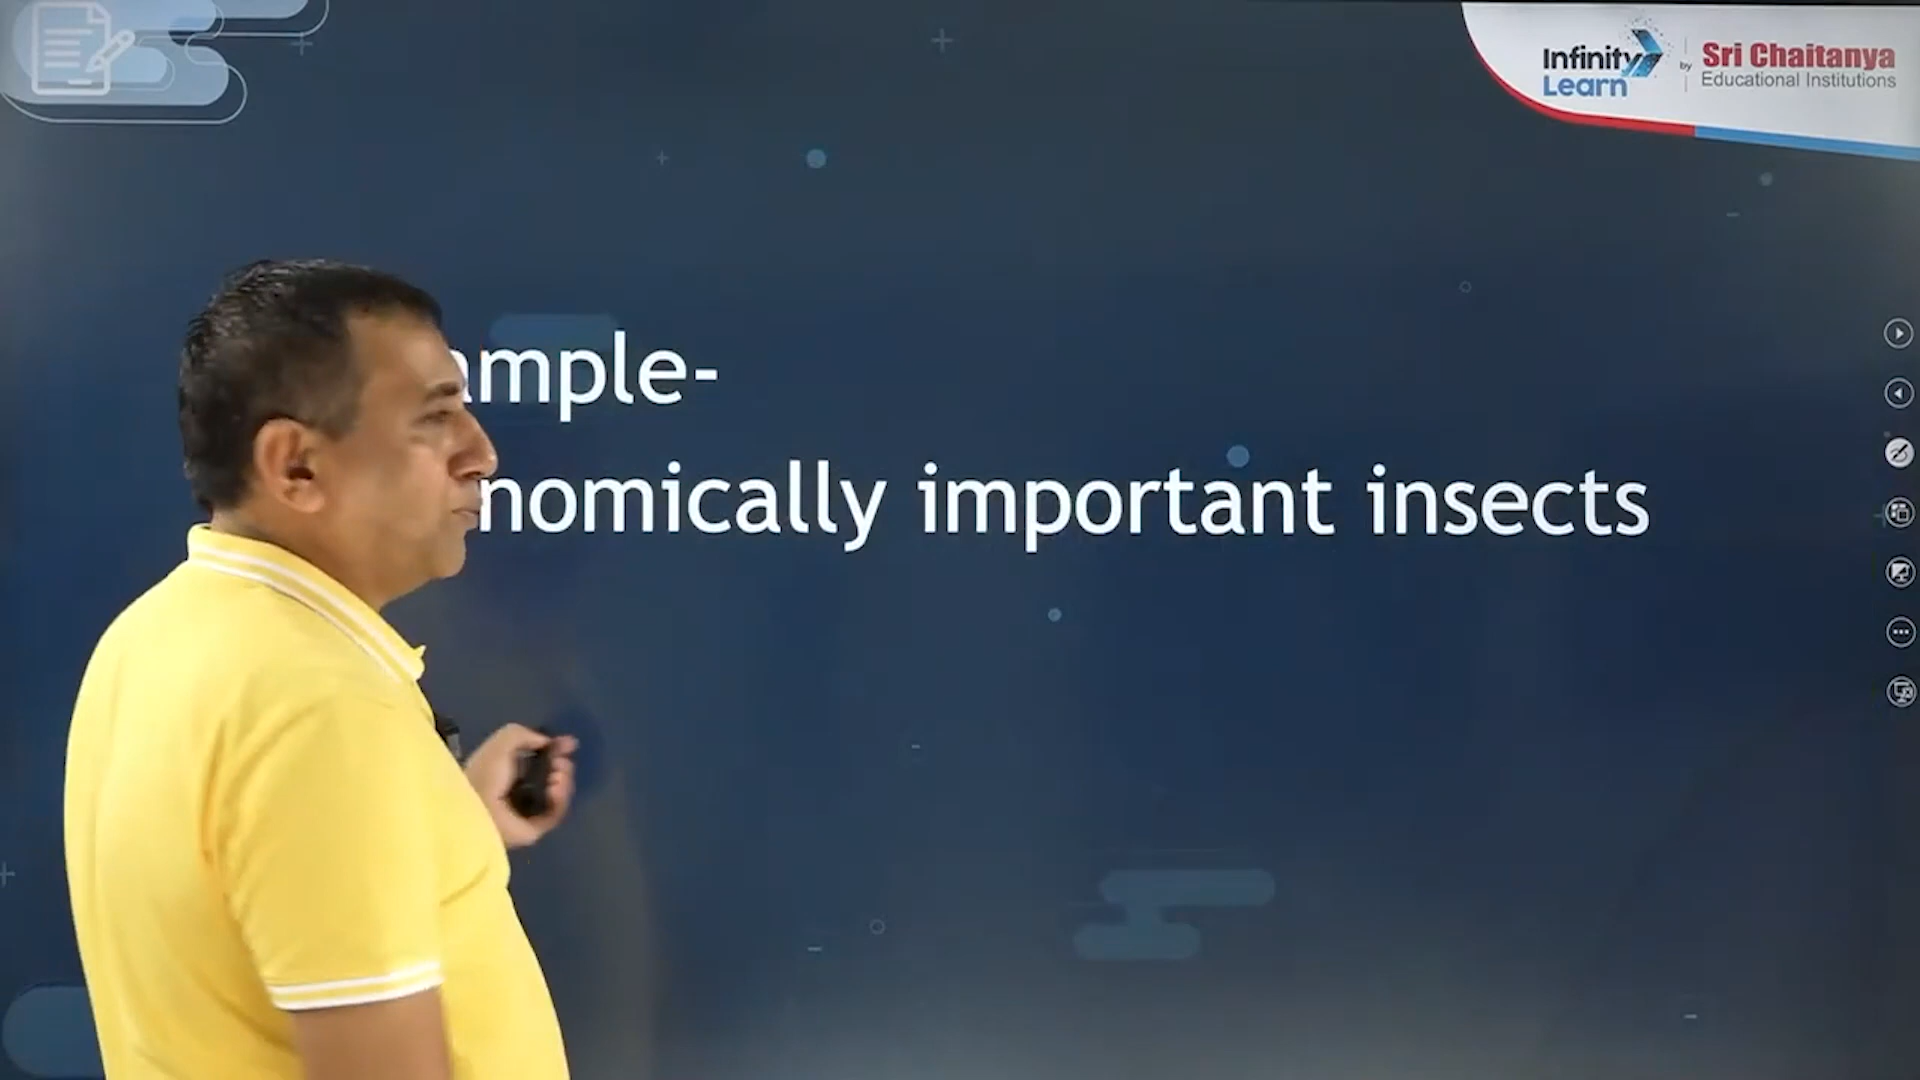 Infinity Learn by Sri Chaitanya Educational Institutions
ample-
nomically important insects